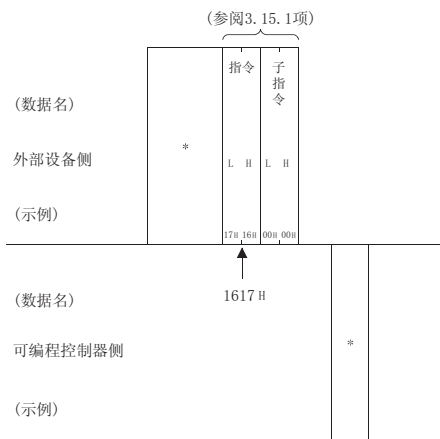 (参阅3.15.1项)
指令 子指令
(数据名)
*
外部设备侧
L H L H
(示例)
17H 16H 00H 00H
1617 H
(数据名)
可编程控制器侧
*
(示例)